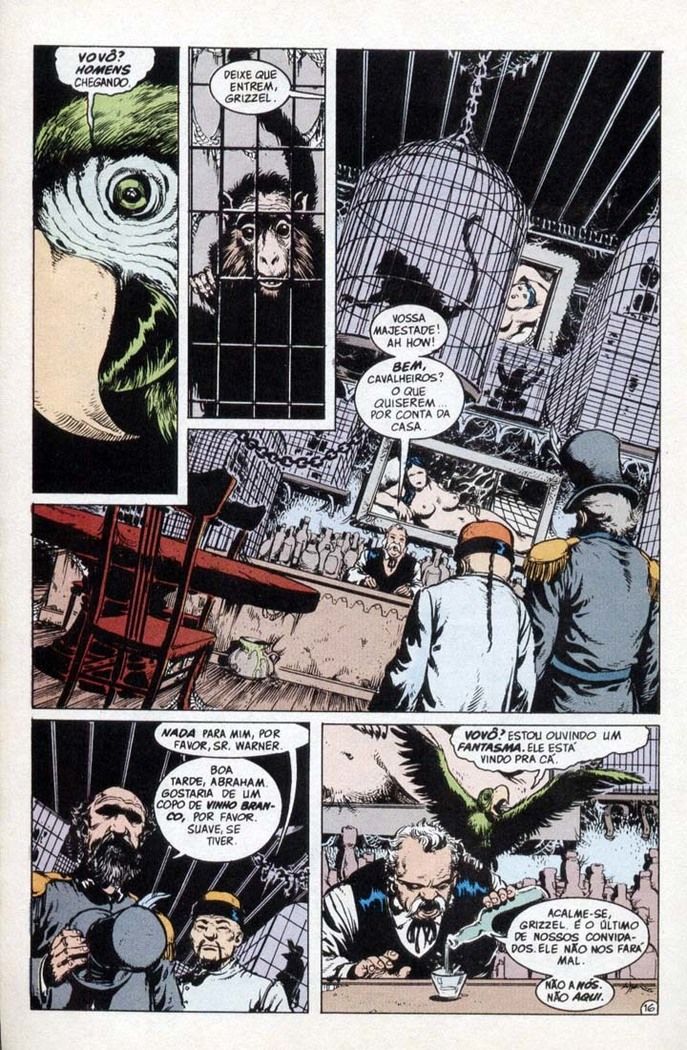 VOVÔ?
HOMENS
CHEGANDO.
DEIXE QUE
ENTREM,
GRIZZEL.
VOSSA
MAJESTADE!
AH HOW!
BEM,
CAVALHEIROS?
O QUE
QUISEREM...
POR CONTA DA
CASA.
NADA PARA MIM, POR
FAVOR, SR. WARNER.
BOA
TARDE, ABRAHAM.
GOSTARIA DE UM
COPO DE VINHO BRAN-
CO, POR FAVOR.
SUAVE, SE
TIVER.
VOVÔ? ESTOU OUVINDO UM
FANTASMA. ELE ESTÁ
VINDO PRA CÁ.
ACALME-SE,
GRIZZEL. É O ÚLTIMO
DE NOSSOS CONVIDA-
DOS. ELE NÃO NOS FARÁ
MAL.
NÃO A NÓS.
NÃO AQUI.
16